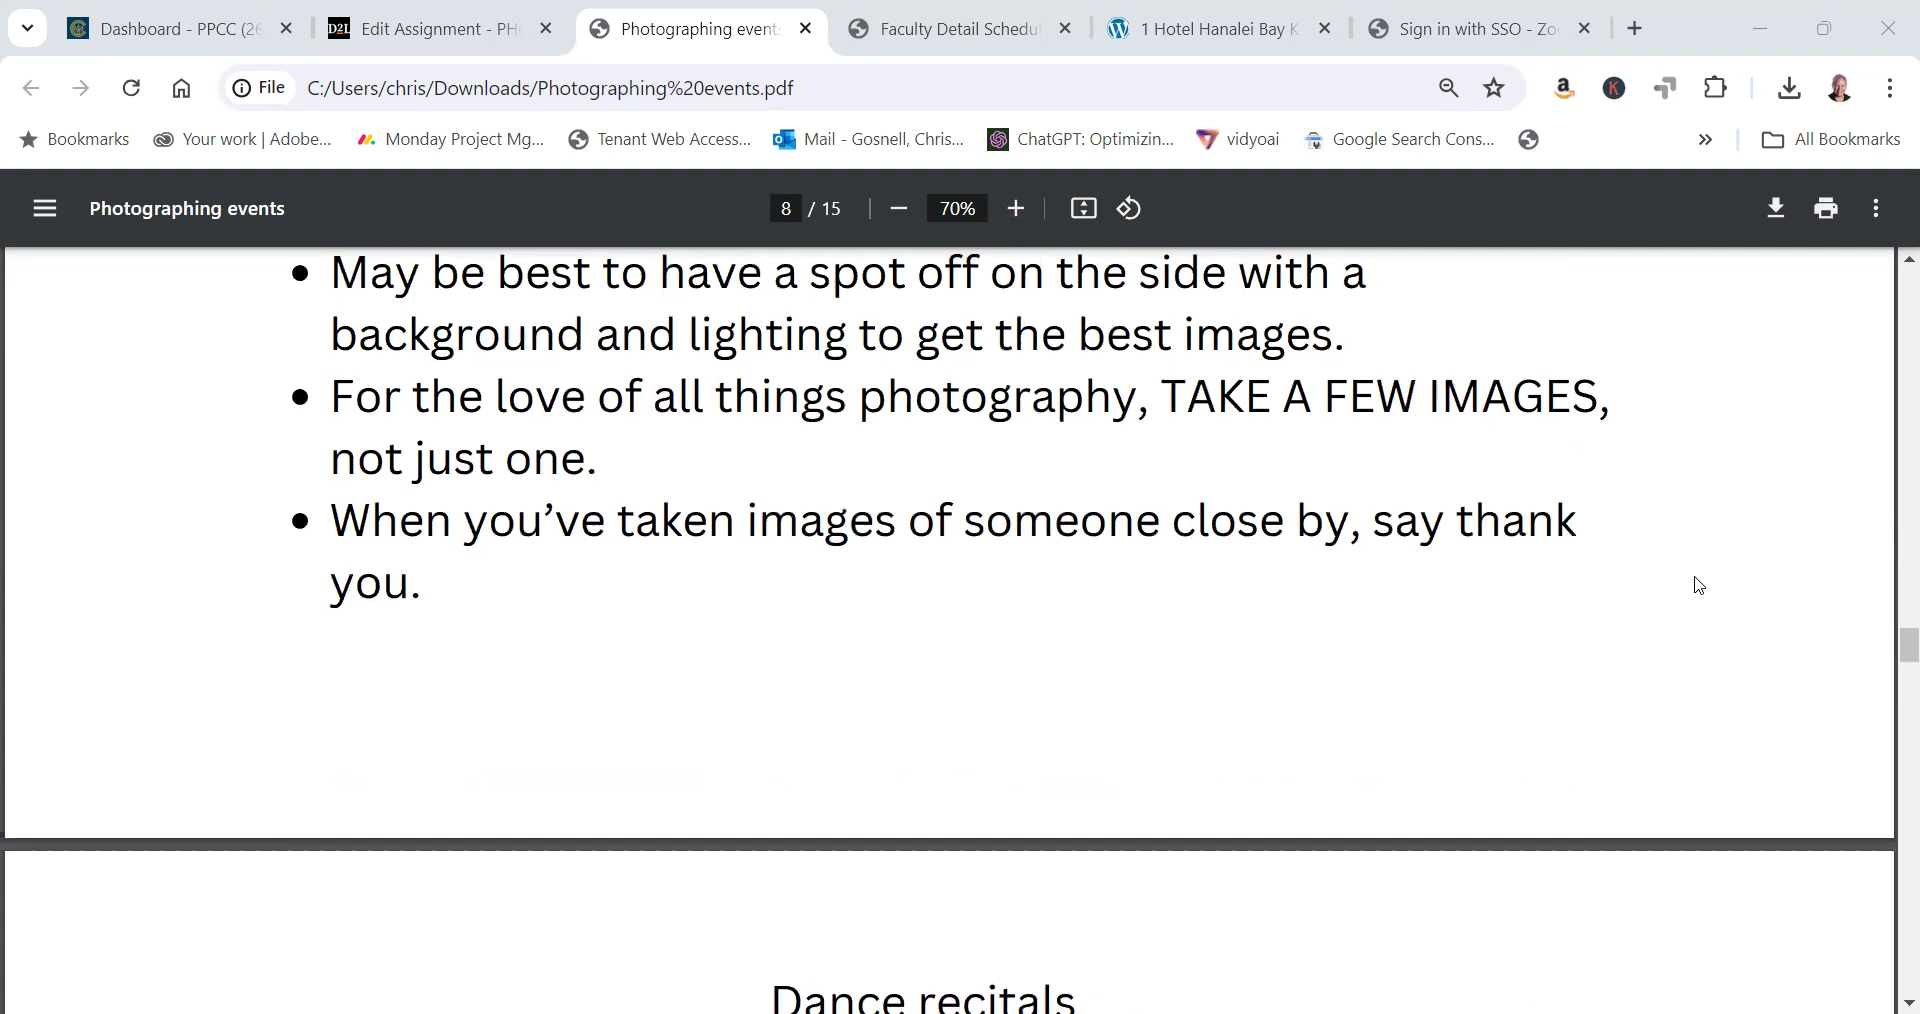 Dashboard - PPCC (26
Edit Assignment - PH
Photographing event
Faculty Detail Schedu
1 Hotel Hanalei Bay K
Sign in with SSO - Zo
File
C:/Users/chris/Downloads/Photographing%20events.pdf
Bookmarks
Your work | Adobe...
Monday Project Mg...
Tenant Web Access...
Mail - Gosnell, Chris...
ChatGPT: Optimizin...
vidyoai
Google Search Cons...
All Bookmarks
Photographing events
8 / 15
70%
• May be best to have a spot off on the side with a
background and lighting to get the best images.
• For the love of all things photography, TAKE A FEW IMAGES,
not just one.
• When you’ve taken images of someone close by, say thank
you.
Dance recitals